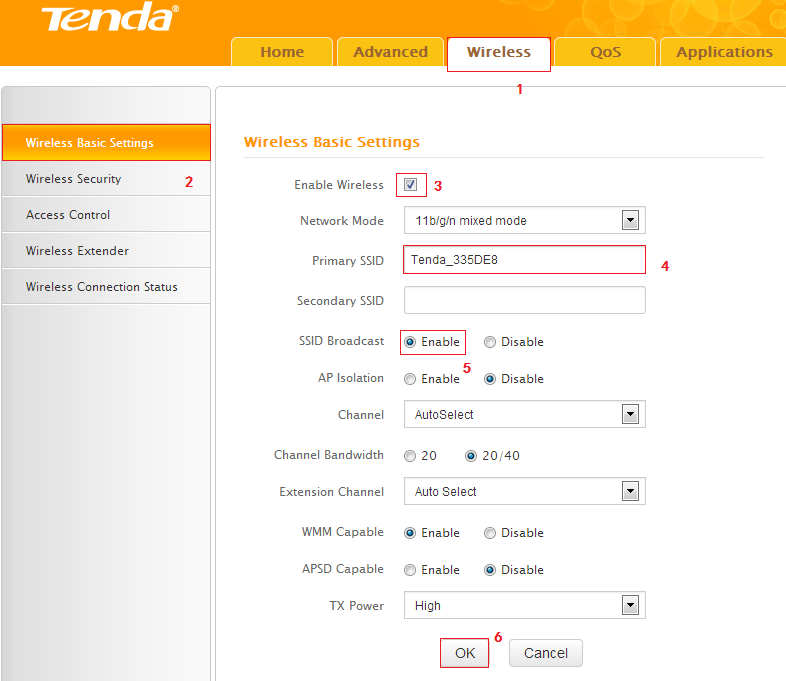 Tenda®
Home Advanced Wireless QoS Applications
1
Wireless Basic Settings
Wireless Security 2
Access Control
Wireless Extender
Wireless Connection Status
Wireless Basic Settings
Enable Wireless 3
Network Mode 11b/g/n mixed mode
Primary SSID Tenda_335DE8 4
Secondary SSID
SSID Broadcast Enable Disable
5
AP Isolation Enable Disable
Channel AutoSelect
Channel Bandwidth 20 20/40
Extension Channel Auto Select
WMM Capable Enable Disable
APSD Capable Enable Disable
TX Power High
6
OK Cancel